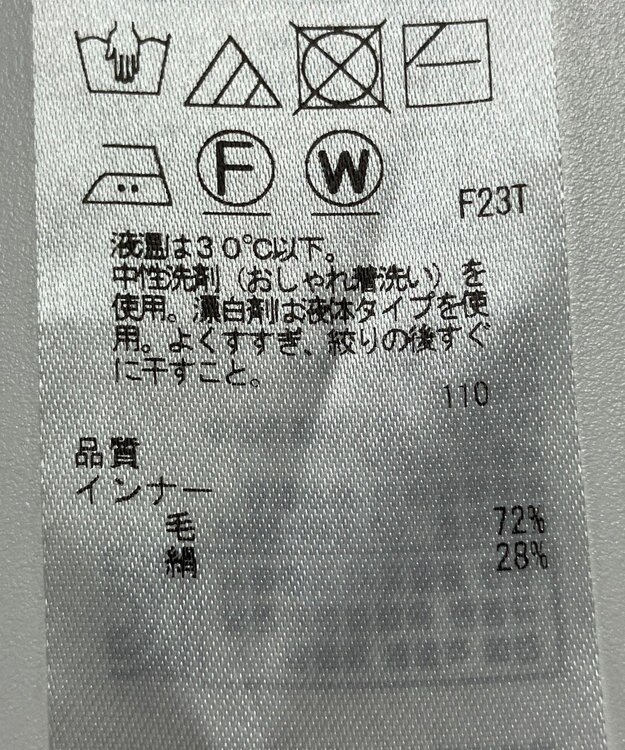 F W
F23T
液温は30℃以下。
中性洗剤（おしゃれ着洗い）を
使用。漂白剤は液体タイプを使
用。よくすすぎ、絞りの後すぐ
に干すこと。
110
品質
インナー
毛 72%
絹 28%